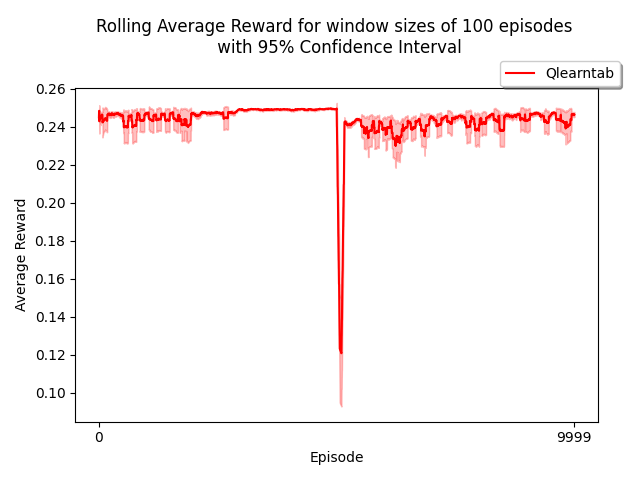 Rolling Average Reward for window sizes of 100 episodes
with 95% Confidence Interval
Qlearntab
0.26
0.24
0.22
0.20
0.18
0.16
0.14
0.12
0.10
Average Reward
0
9999
Episode